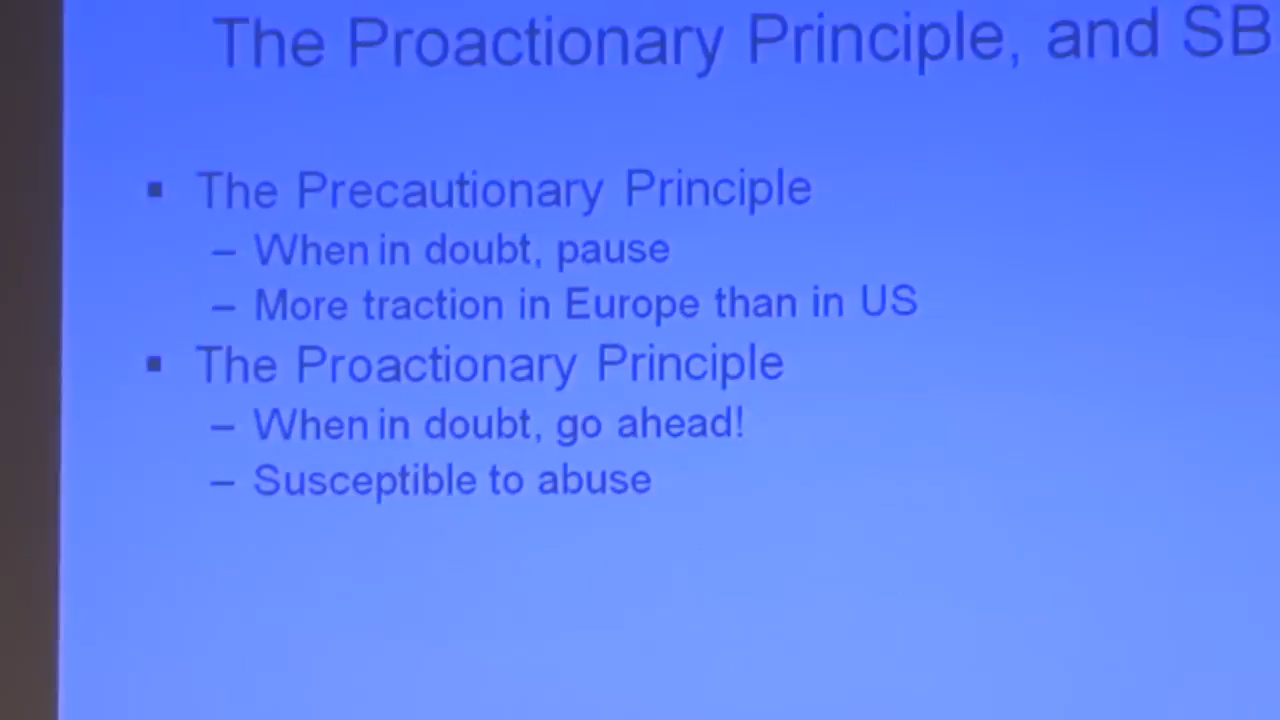 The Proactionary Principle, and SB
▪ The Precautionary Principle
– When in doubt, pause
– More traction in Europe than in US
▪ The Proactionary Principle
– When in doubt, go ahead!
– Susceptible to abuse